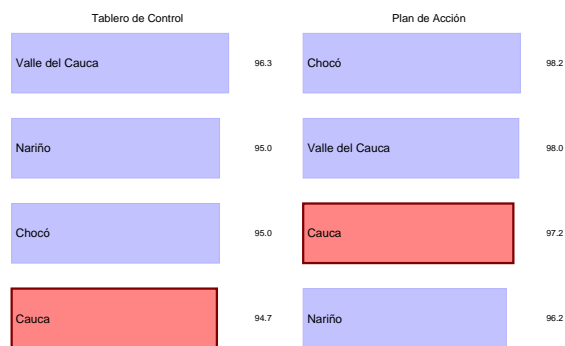 Tablero de Control
Valle del Cauca 96.3
Nariño 95.0
Chocó 95.0
Cauca 94.7
Plan de Acción
Chocó 98.2
Valle del Cauca 98.0
Cauca 97.2
Nariño 96.2